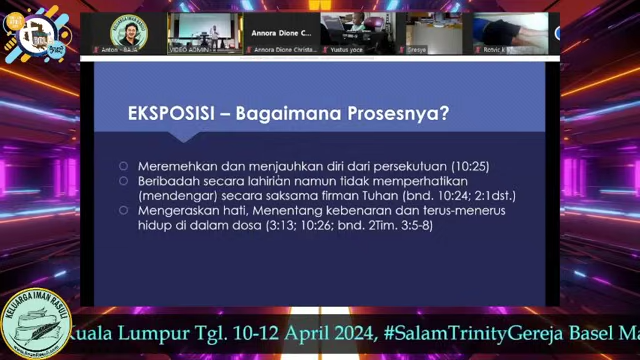 Anton - BAJA
VIDEO ADMIN
Annora Dione C...
Annora Dione Christa...
Yustus yoce
EKSPOSISI – Bagaimana Prosesnya?
Meremehkan dan menjauhkan diri dari persekutuan (10:25)
Beribadah secara lahirian namun tidak memperhatikan
(mendengar) secara saksama firman Tuhan (bnd. 10:24; 2:1dst.)
Mengeraskan hati, Menentang kebenaran dan terus-menerus
hidup di dalam dosa (3:13; 10:26; bnd. 2Tim. 3:5-8)
KELUARGA IMAN BASULI
Kuala Lumpur Tgl. 10-12 April 2024, #SalamTrinityGereja Basel Ma